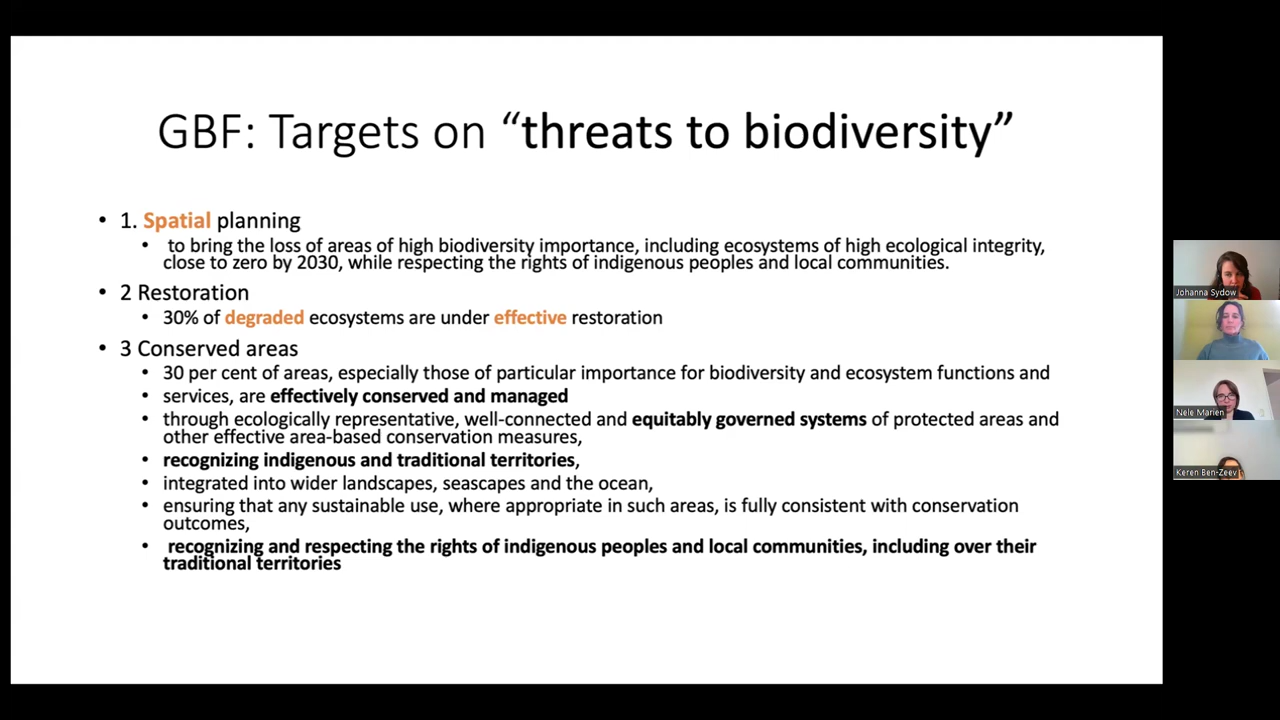 GBF: Targets on “threats to biodiversity”
• 1. Spatial planning
• to bring the loss of areas of high biodiversity importance, including ecosystems of high ecological integrity,
close to zero by 2030, while respecting the rights of indigenous peoples and local communities.
• 2 Restoration
• 30% of degraded ecosystems are under effective restoration
• 3 Conserved areas
• 30 per cent of areas, especially those of particular importance for biodiversity and ecosystem functions and
• services, are effectively conserved and managed
• through ecologically representative, well-connected and equitably governed systems of protected areas and
other effective area-based conservation measures,
• recognizing indigenous and traditional territories,
• integrated into wider landscapes, seascapes and the ocean,
• ensuring that any sustainable use, where appropriate in such areas, is fully consistent with conservation
outcomes,
• recognizing and respecting the rights of indigenous peoples and local communities, including over their
traditional territories
Johanna Sydow
Nele Marien
Keren Ben-Zeev